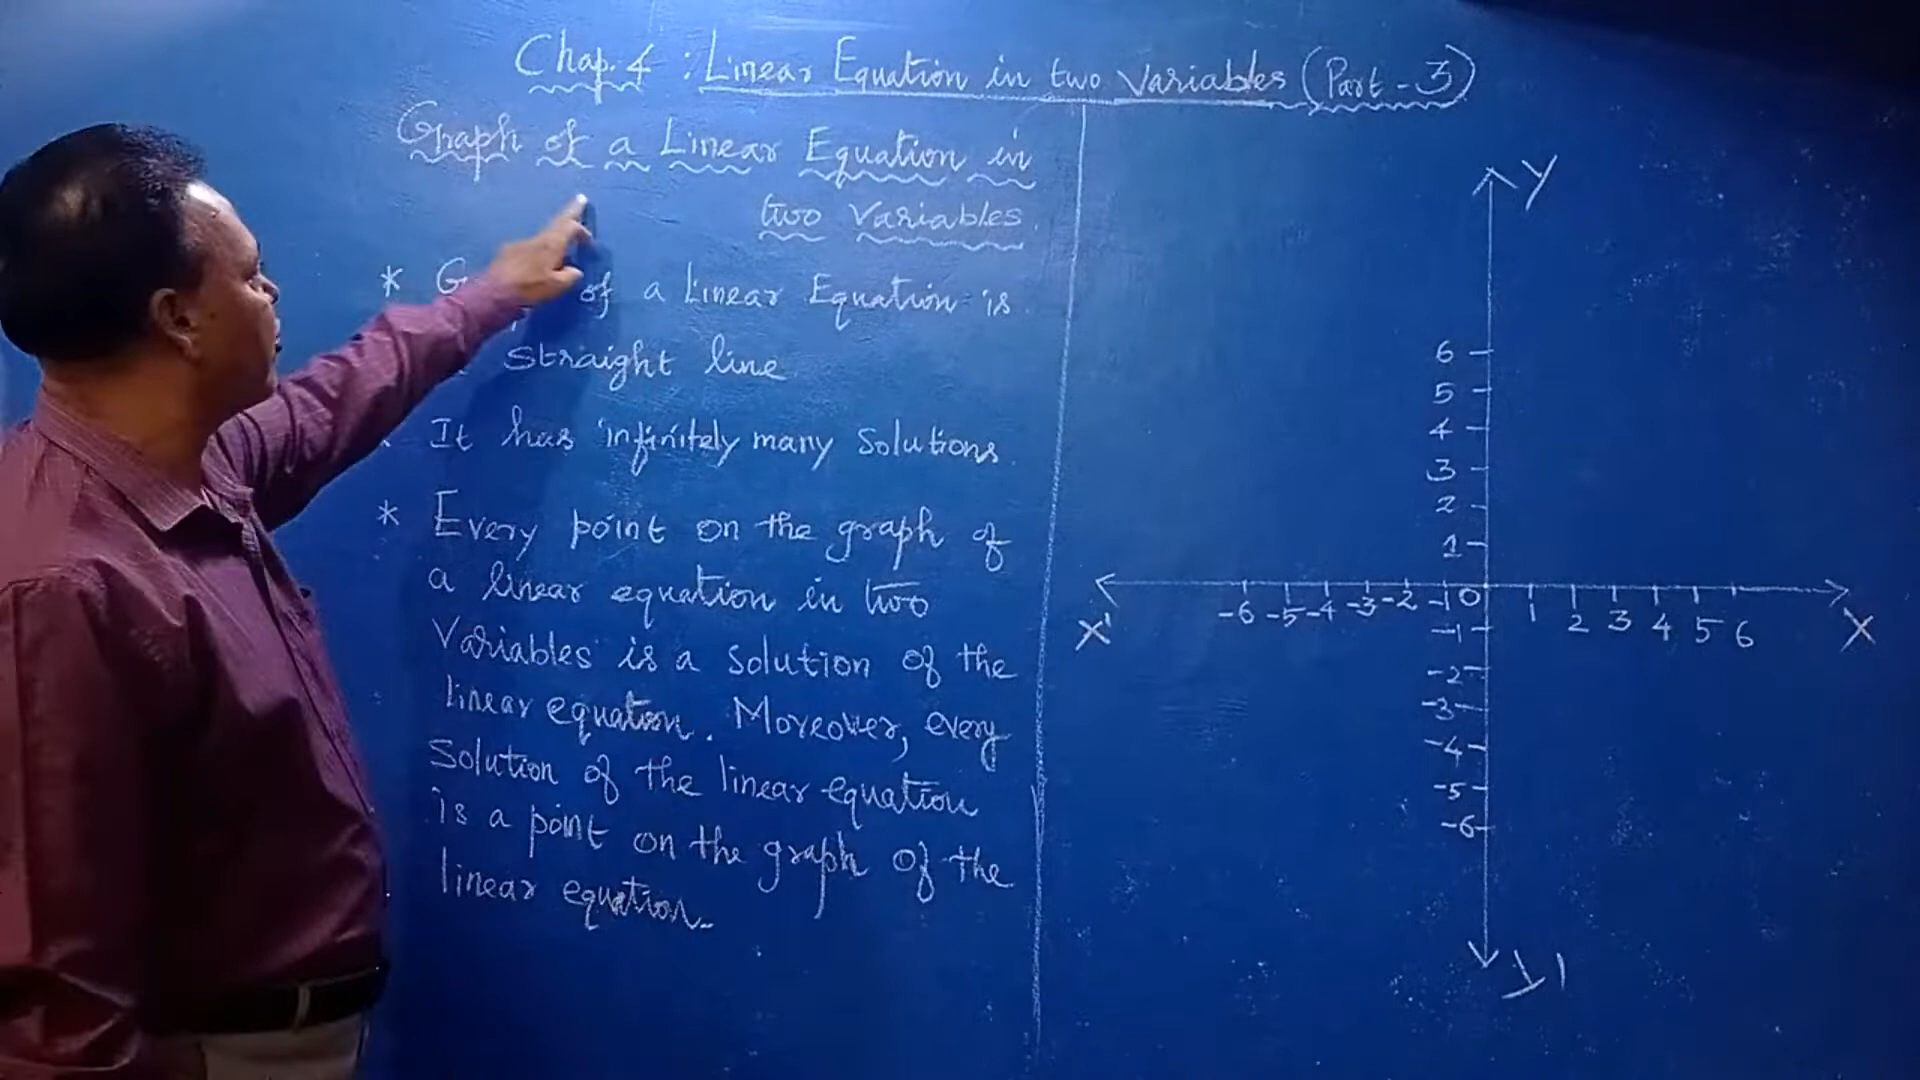 Chap. 4 : Linear Equation in two Variables (Part - 3)
Graph of a Linear Equation in
two Variables.
* of a Linear Equation is
Straight line
It has infinitely many Solutions.
* Every point on the graph of
a linear equation in two
Variables is a Solution of the
linear equation. Moreover, every
Solution of the linear equation
is a point on the graph of the
linear equation.
Y
6
5
4
3
2
1
-6 -5 -4 -3 -2 -1 0 1 2 3 4 5 6
X' X
-1
-2
-3
-4
-5
-6
Y'